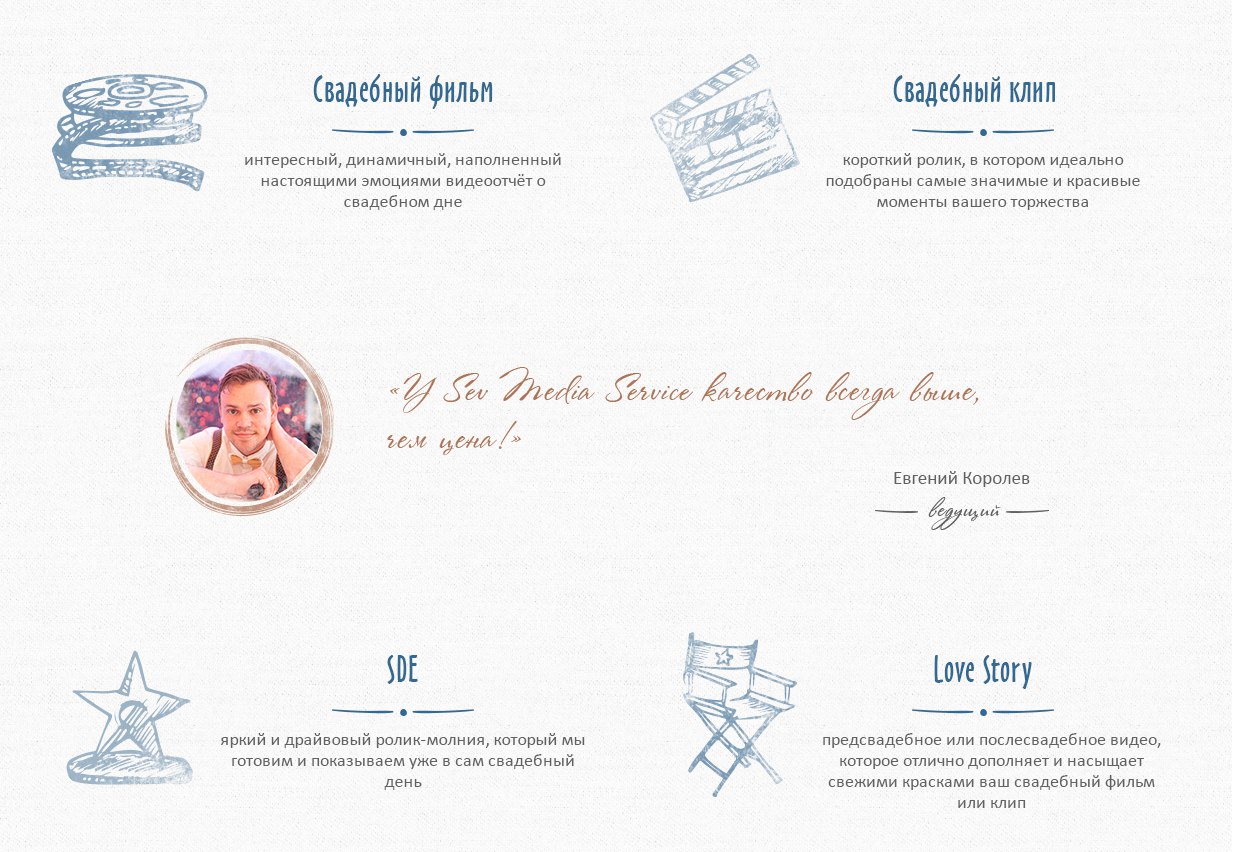 Свадебный фильм
интересный, динамичный, наполненный
настоящими эмоциями видеоотчёт о
свадебном дне
Свадебный клип
короткий ролик, в котором идеально
подобраны самые значимые и красивые
моменты вашего торжества
«У Sev Media Service качество всегда выше,
чем цена!»
Евгений Королев
ведущий
SDE
яркий и драйвовый ролик-молния, который мы
готовим и показываем уже в сам свадебный
день
Love Story
предсвадебное или послесвадебное видео,
которое отлично дополняет и насыщает
свежими красками ваш свадебный фильм
или клип